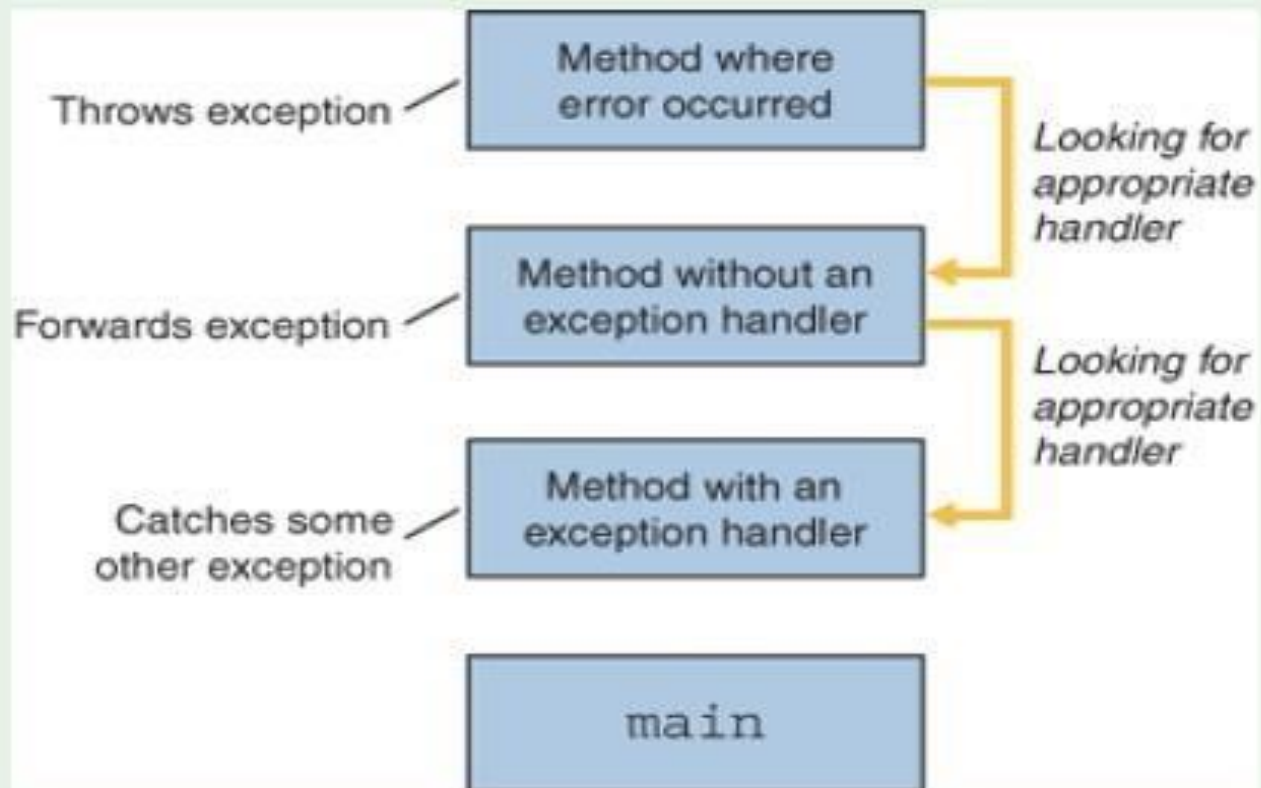 Method where
error occurred
Throws exception
Looking for
appropriate
handler
Method without an
exception handler
Forwards exception
Looking for
appropriate
handler
Method with an
exception handler
Catches some
other exception
main